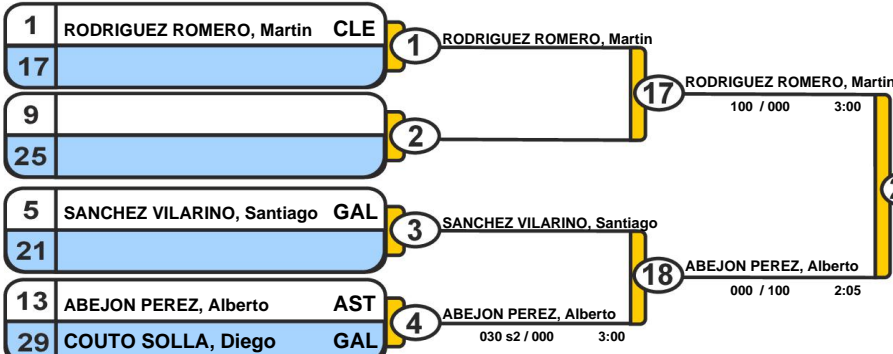 1 RODRIGUEZ ROMERO, Martin CLE
17
1
RODRIGUEZ ROMERO, Martin
9
25
2
17
RODRIGUEZ ROMERO, Martin
100 / 000 3:00
5 SANCHEZ VILARINO, Santiago GAL
21
3
SANCHEZ VILARINO, Santiago
13 ABEJON PEREZ, Alberto AST
29 COUTO SOLLA, Diego GAL
4
ABEJON PEREZ, Alberto
030 s2 / 000 3:00
18
ABEJON PEREZ, Alberto
000 / 100 2:05